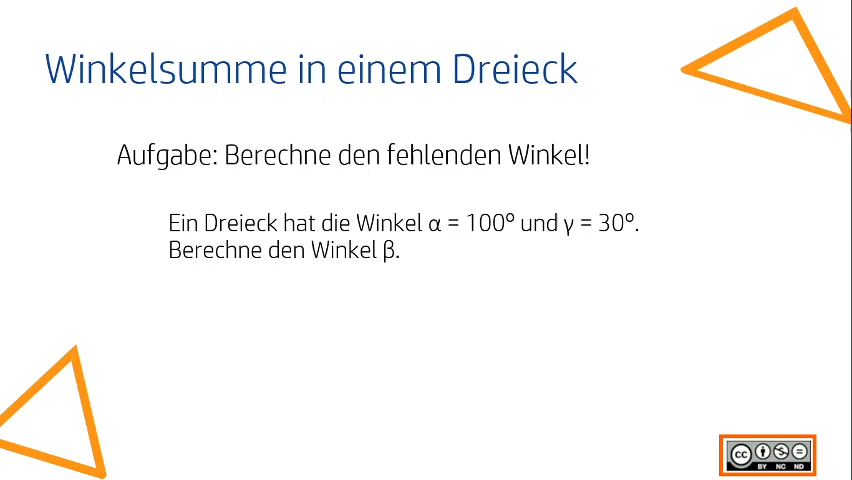 Winkelsumme in einem Dreieck
Aufgabe: Berechne den fehlenden Winkel!
Ein Dreieck hat die Winkel α = 100° und γ = 30°.
Berechne den Winkel β.
cc
BY NC ND